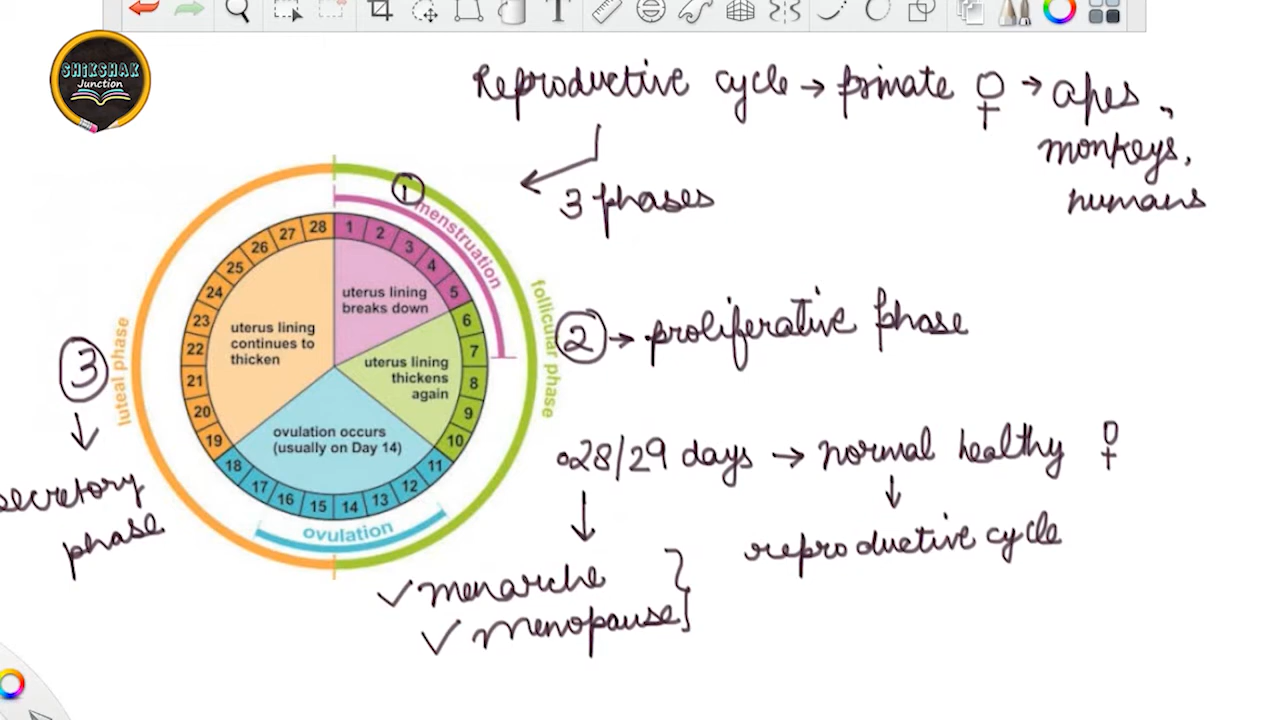 SHIKSHAK
Junction
Reproductive cycle → primate ♀ → apes,
monkeys,
humans
3 phases
1
menstruation
follicular phase
luteal phase
ovulation
1 2 3 4 5 6 7 8 9 10 11 12 13 14 15 16 17 18 19 20 21 22 23 24 25 26 27 28
uterus lining
breaks down
uterus lining
thickens
again
ovulation occurs
(usually on Day 14)
uterus lining
continues to
thicken
2 → proliferative phase
3
secretory
phase
28/29 days → normal healthy ♀
reproductive cycle
✓ menarche
✓ menopause